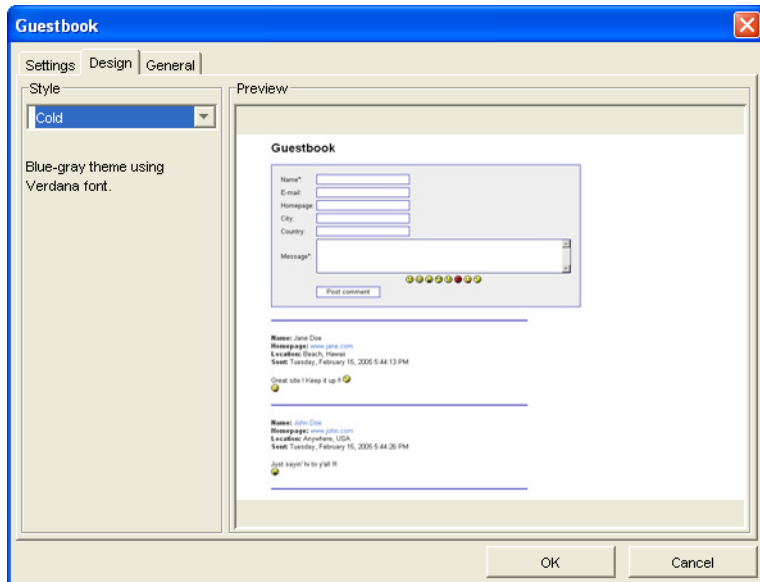 Guestbook
Settings Design General
Style
Cold
Blue-gray theme using
Verdana font.
Preview
Guestbook
Name*:
E-mail:
Homepage:
City:
Country:
Message*:
Post comment
Name: Jane Doe
Homepage: www.jane.com
Location: Beach, Hawaii
Sent: Tuesday, February 15, 2005 5:44:13 PM
Great site ! Keep it up !!
Name: John Doe
Homepage: www.john.com
Location: Anywhere, USA
Sent: Tuesday, February 15, 2005 5:44:26 PM
Just sayin' hi to y'all !!!
OK Cancel